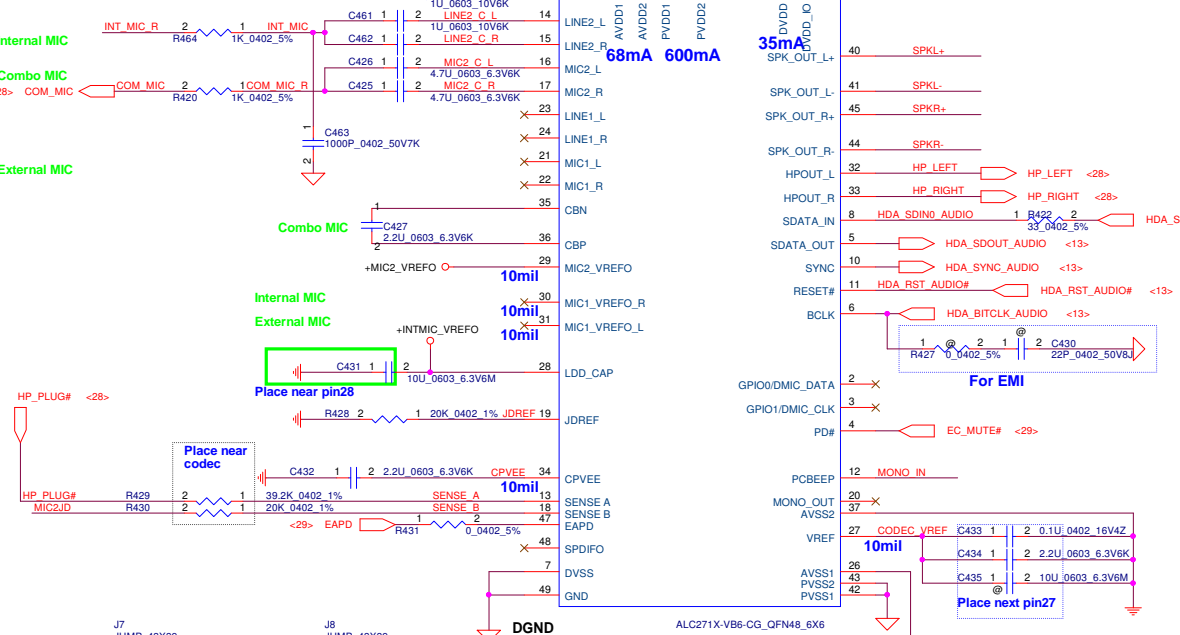 1U_0603_10V6K
INT_MIC_R 2 1 INT_MIC C461 1 2 LINE2_C_L 14 LINE2_L
R464 1K_0402_5% 1U_0603_10V6K
nternal MIC C462 1 2 LINE2_C_R 15 LINE2_R
AVDD1 AVDD2 PVDD1 PVDD2 DVDD DVDD_IO
68mA 600mA 35mA
C426 1 2 MIC2_C_L 16 MIC2_L
Combo MIC 4.7U_0603_6.3V6K
28> COM_MIC COM_MIC 2 1 COM_MIC_R C425 1 2 MIC2_C_R 17 MIC2_R
R420 1K_0402_5% 4.7U_0603_6.3V6K
23 LINE1_L
24 LINE1_R
1 C463 2
1000P_0402_50V7K
External MIC
21 MIC1_L
22 MIC1_R
35 CBN
Combo MIC 1 C427 2
2.2U_0603_6.3V6K 36 CBP
+MIC2_VREFO 29 MIC2_VREFO
10mil
Internal MIC 30 MIC1_VREFO_R
10mil
External MIC 31 MIC1_VREFO_L
10mil
+INTMIC_VREFO
C431 1 2 28 LDD_CAP
10U_0603_6.3V6M
Place near pin28
R428 2 1 20K_0402_1% JDREF 19 JDREF
HP_PLUG# <28>
Place near
codec
C432 1 2 2.2U_0603_6.3V6K CPVEE 34 CPVEE
10mil
HP_PLUG# R429 2 1 39.2K_0402_1% SENSE_A 13 SENSE A
MIC2JD R430 2 1 20K_0402_1% SENSE_B 18 SENSE B
<29> EAPD 1 2 47 EAPD
R431 0_0402_5%
48 SPDIFO
7 DVSS
49 GND
DGND
J7
J8
SPK_OUT_L+ 40 SPKL+
SPK_OUT_L- 41 SPKL-
SPK_OUT_R+ 45 SPKR+
SPK_OUT_R- 44 SPKR-
HPOUT_L 32 HP_LEFT HP_LEFT <28>
HPOUT_R 33 HP_RIGHT HP_RIGHT <28>
SDATA_IN 8 HDA_SDIN0_AUDIO 1 R422 2 HDA_S
33_0402_5%
SDATA_OUT 5 HDA_SDOUT_AUDIO <13>
SYNC 10 HDA_SYNC_AUDIO <13>
RESET# 11 HDA_RST_AUDIO# HDA_RST_AUDIO# <13>
BCLK 6 HDA_BITCLK_AUDIO <13>
1 @ 2 1 @ 2 C430
R427 0_0402_5% 22P_0402_50V8J
For EMI
GPIO0/DMIC_DATA 2
GPIO1/DMIC_CLK 3
PD# 4 EC_MUTE# <29>
PCBEEP 12 MONO_IN
MONO_OUT 20
AVSS2 37
VREF 27 CODEC_VREF C433 1 2 0.1U_0402_16V4Z
10mil
C434 1 2 2.2U_0603_6.3V6K
C435 1 2 10U_0603_6.3V6M
@
Place next pin27
AVSS1 26
PVSS2 43
PVSS1 42
ALC271X-VB6-CG_QFN48_6X6